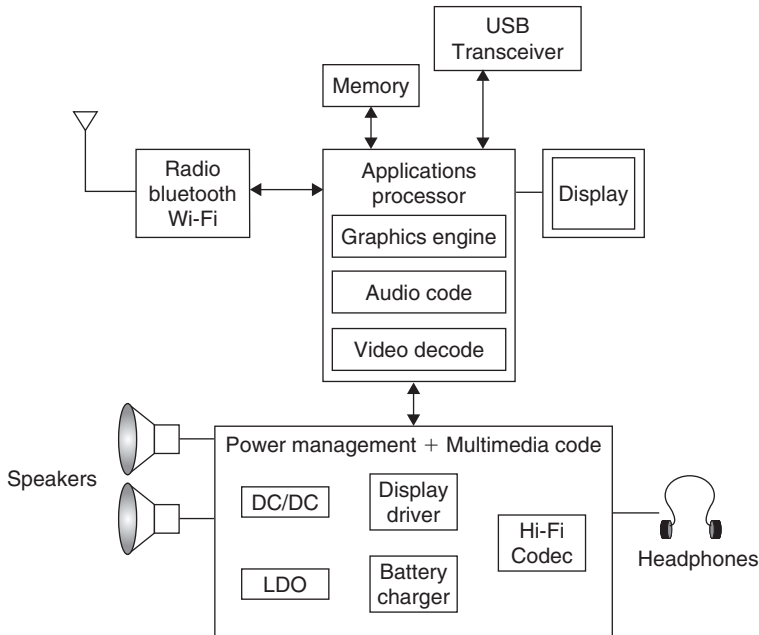 USB
Transceiver
Memory
Radio
bluetooth
Wi-Fi
Applications
processor
Display
Graphics engine
Audio code
Video decode
Speakers
Power management + Multimedia code
DC/DC
Display
driver
Hi-Fi
Codec
LDO
Battery
charger
Headphones